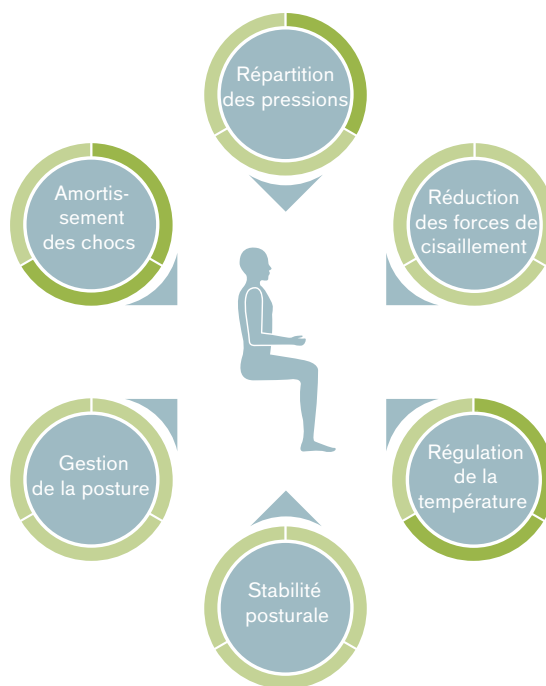 Répartition
des pressions
Amortis-
sement
des chocs
Réduction
des forces de
cisaillement
Gestion
de la posture
Régulation
de la
température
Stabilité
posturale